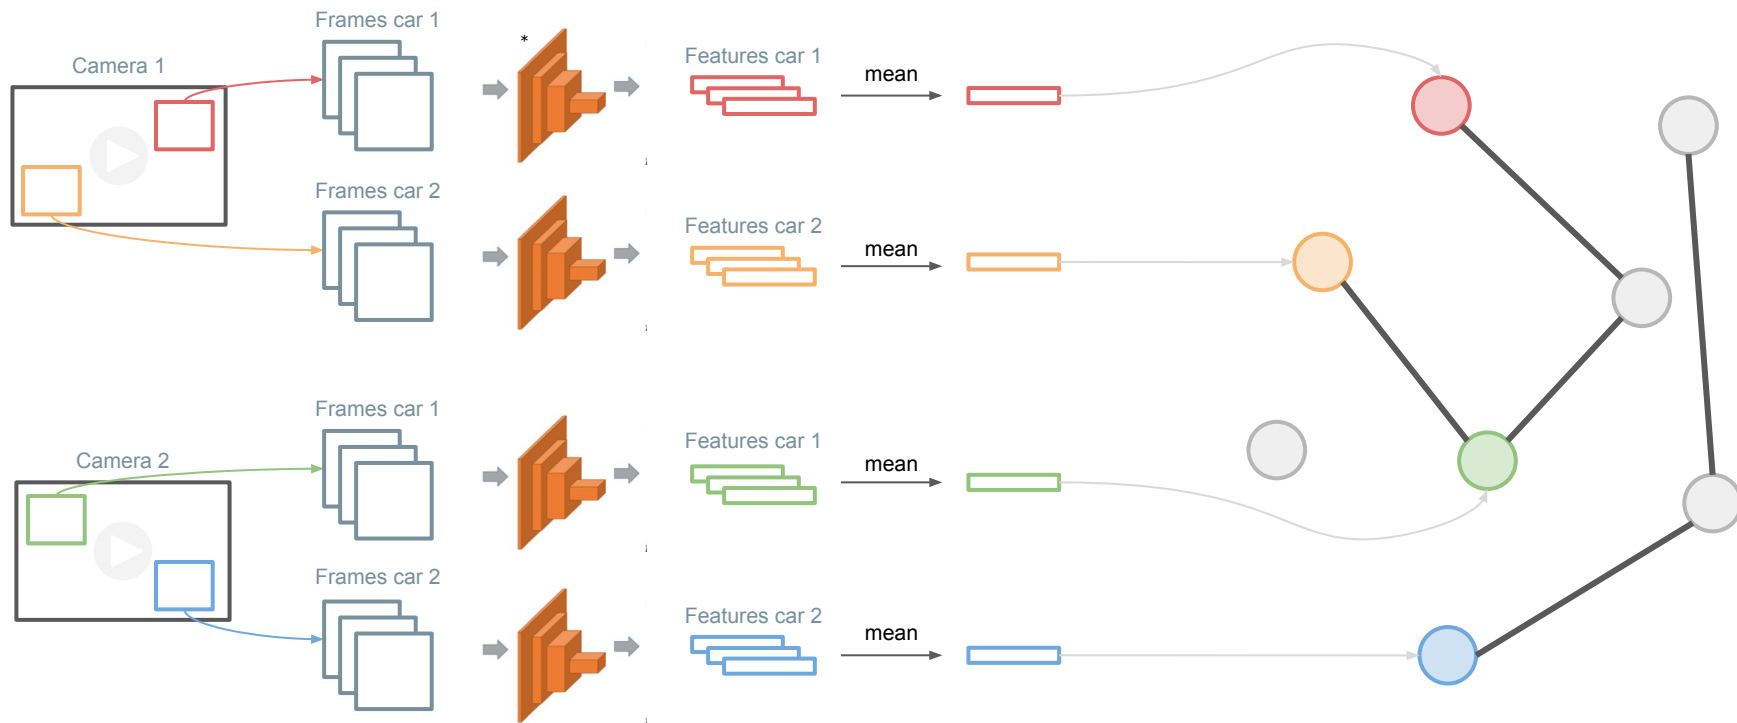 Frames car 1
*
Camera 1
Features car 1
mean
Frames car 2
Features car 2
mean
Frames car 1
Camera 2
Features car 1
mean
Frames car 2
Features car 2
mean